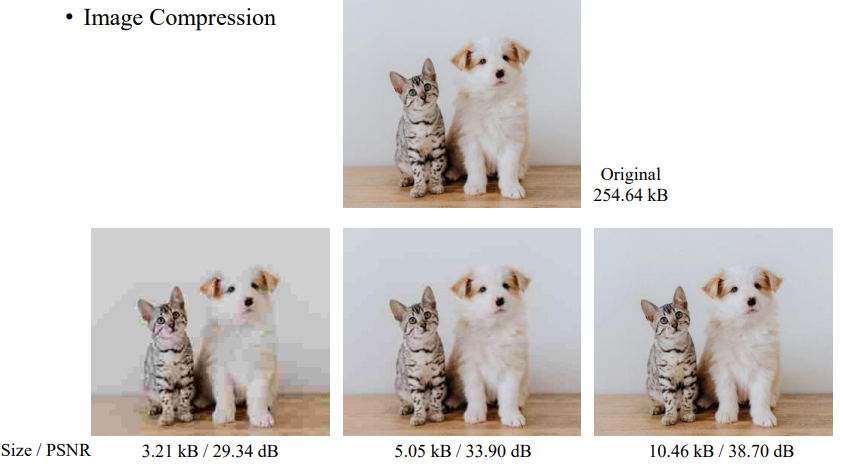 • Image Compression
Original
254.64 kB
Size / PSNR
3.21 kB / 29.34 dB
5.05 kB / 33.90 dB
10.46 kB / 38.70 dB